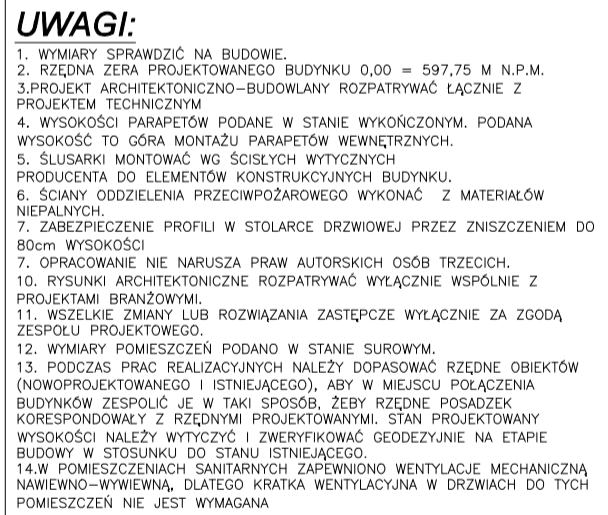 UWAGI:
1. WYMIARY SPRAWDZIĆ NA BUDOWIE.
2. RZĘDNA ZERA PROJEKTOWANEGO BUDYNKU 0,00 = 597,75 M N.P.M.
3.PROJEKT ARCHITEKTONICZNO-BUDOWLANY ROZPATRYWAĆ ŁĄCZNIE Z
PROJEKTEM TECHNICZNYM
4. WYSOKOŚCI PARAPETÓW PODANE W STANIE WYKOŃCZONYM. PODANA
WYSOKOŚĆ TO GÓRA MONTAŻU PARAPETÓW WEWNĘTRZNYCH.
5. ŚLUSARKI MONTOWAĆ WG ŚCISŁYCH WYTYCZNYCH
PRODUCENTA DO ELEMENTÓW KONSTRUKCYJNYCH BUDYNKU.
6. ŚCIANY ODDZIELENIA PRZECIWPOŻAROWEGO WYKONAĆ  Z MATERIAŁÓW
NIEPALNYCH.
7. ZABEZPIECZENIE PROFILI W STOLARCE DRZWIOWEJ PRZEZ ZNISZCZENIEM DO
80cm WYSOKOŚCI
7. OPRACOWANIE NIE NARUSZA PRAW AUTORSKICH OSÓB TRZECICH.
10. RYSUNKI ARCHITEKTONICZNE ROZPATRYWAĆ WYŁĄCZNIE WSPÓLNIE Z
PROJEKTAMI BRANŻOWYMI.
11. WSZELKIE ZMIANY LUB ROZWIĄZANIA ZASTĘPCZE WYŁĄCZNIE ZA ZGODĄ
ZESPOŁU PROJEKTOWEGO.
12. WYMIARY POMIESZCZEŃ PODANO W STANIE SUROWYM.
13. PODCZAS PRAC REALIZACYJNYCH NALEŻY DOPASOWAĆ RZĘDNE OBIEKTÓW
(NOWOPROJEKTOWANEGO I ISTNIEJĄCEGO), ABY W MIEJSCU POŁĄCZENIA
BUDYNKÓW ZESPOLIĆ JE W TAKI SPOSÓB, ŻEBY RZĘDNE POSADZEK
KORESPONDOWAŁY Z RZĘDNYMI PROJEKTOWANYMI. STAN PROJEKTOWANY
WYSOKOŚCI NALEŻY WYTYCZYĆ I ZWERYFIKOWAĆ GEODEZYJNIE NA ETAPIE
BUDOWY W STOSUNKU DO STANU ISTNIEJĄCEGO.
14.W POMIESZCZENIACH SANITARNYCH ZAPEWNIONO WENTYLACJE MECHANICZNĄ
NAWIEWNO-WYWIEWNĄ, DLATEGO KRATKA WENTYLACYJNA W DRZWIACH DO TYCH
POMIESZCZEŃ NIE JEST WYMAGANA